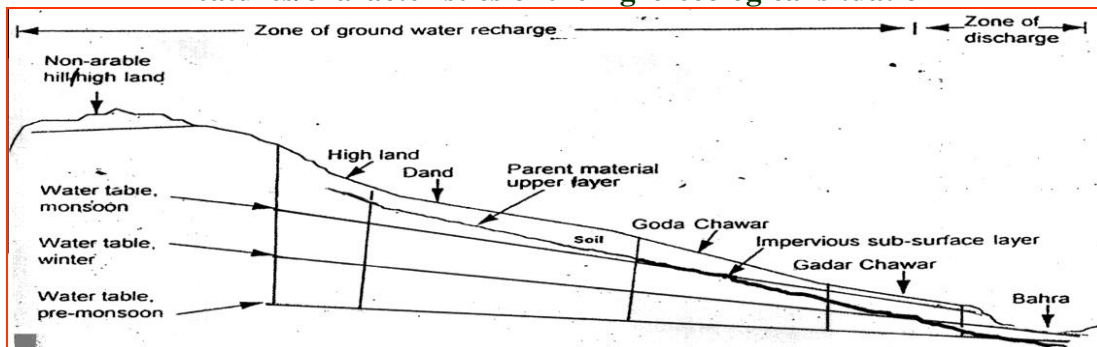 Zone of ground water recharge
Zone of
discharge
Non-arable
hill/high land
High land
Dand
Parent material
upper layer
Water table,
monsoon
Goda Chawar
Soil
Impervious sub-surface layer
Water table,
winter
Gadar Chawar
Water table,
pre-monsoon
Bahra